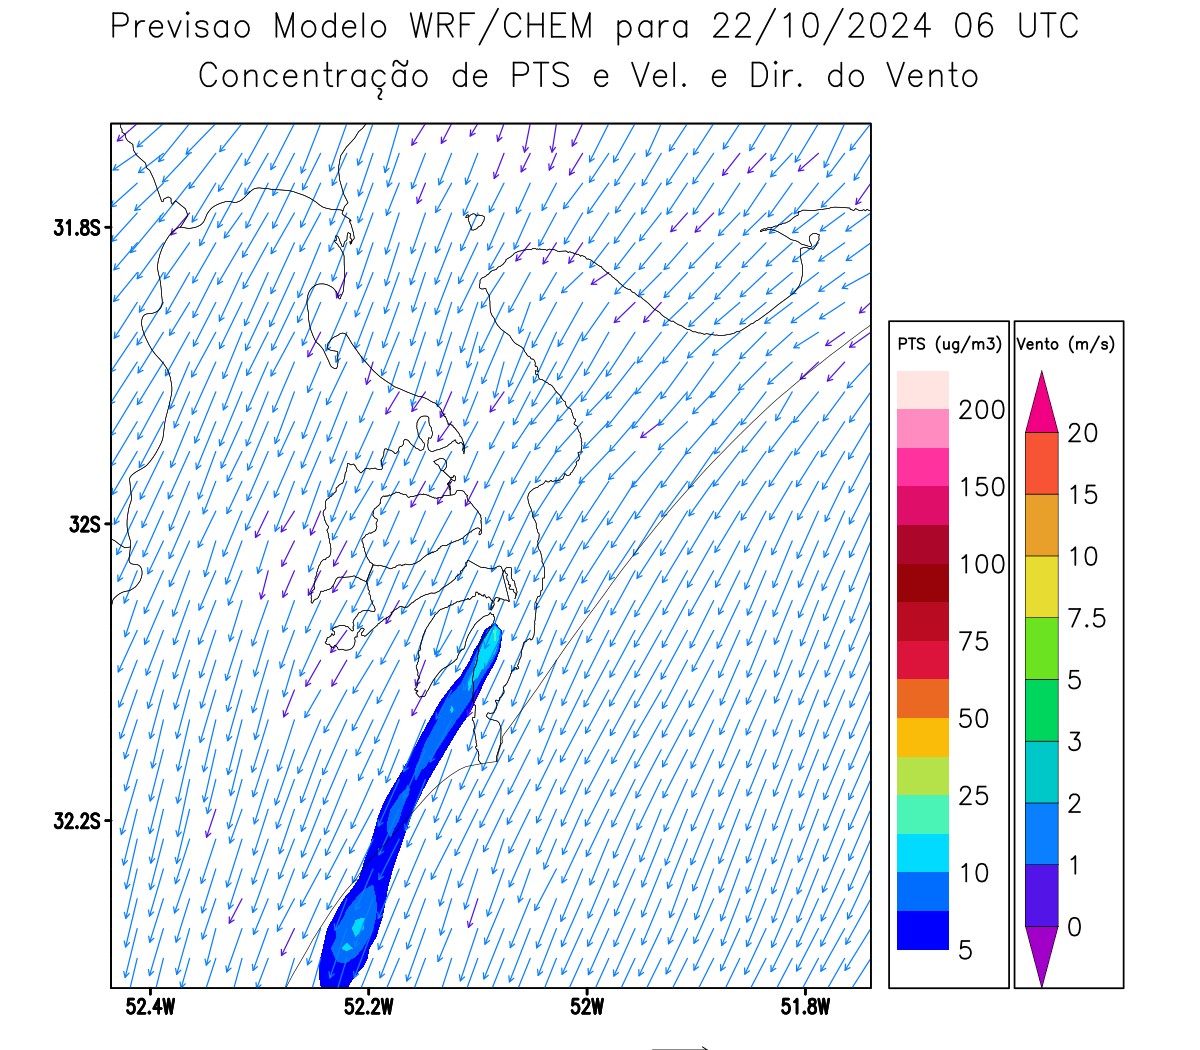 Previsao Modelo WRF/CHEM para 22/10/2024 06 UTC
Concentração de PTS e Vel. e Dir. do Vento
31.8S
32S
32.2S
52.4W 52.2W 52W 51.8W
PTS (ug/m3)
200
150
100
75
50
25
10
5
Vento (m/s)
20
15
10
7.5
5
3
2
1
0